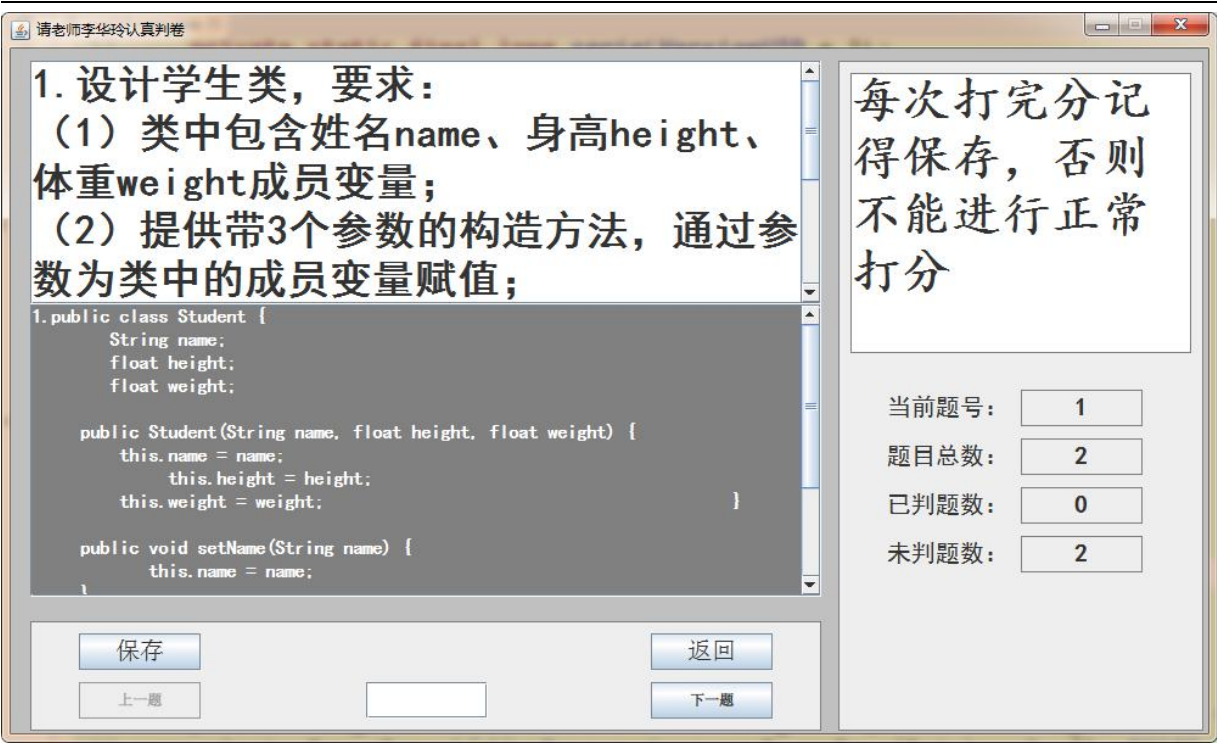 请老师李华玲认真判卷
1.设计学生类，要求：
（1）类中包含姓名name、身高height、
体重weight成员变量；
（2）提供带3个参数的构造方法，通过参
数为类中的成员变量赋值；
1.public class Student {
String name;
float height;
float weight;
public Student(String name, float height, float weight) {
this.name = name;
this.height = height;
this.weight = weight; }
public void setName(String name) {
this.name = name;
}
每次打完分记
得保存，否则
不能进行正常
打分
当前题号： 1
题目总数： 2
已判题数： 0
未判题数： 2
保存
返回
上一题
下一题